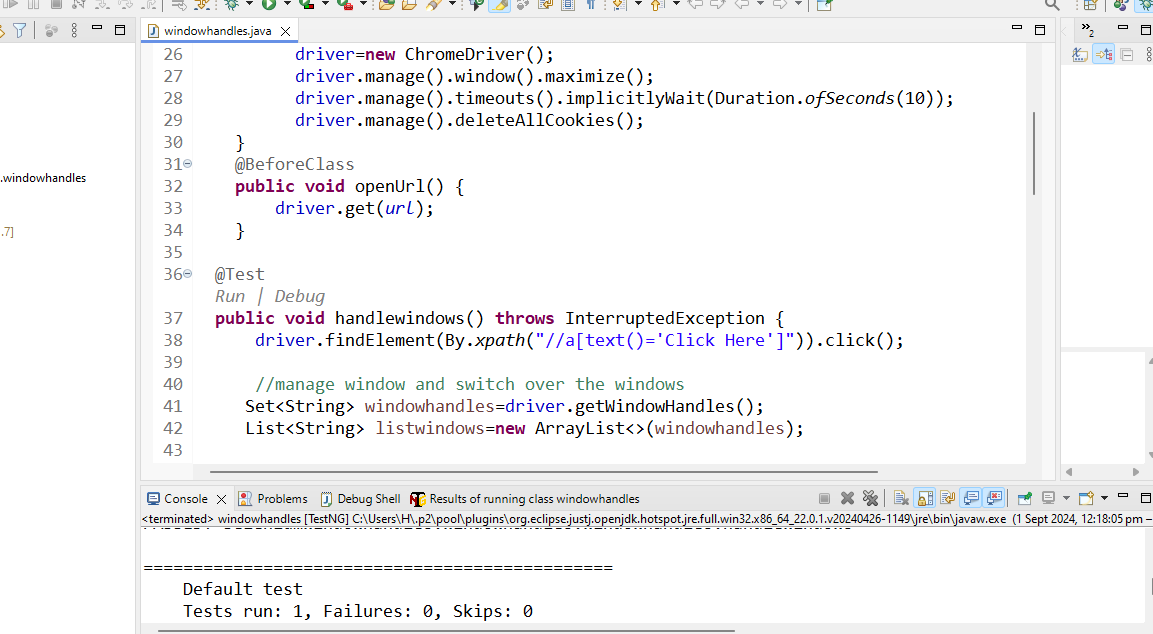 windowhandles.java
2
26 driver=new ChromeDriver();
27 driver.manage().window().maximize();
28 driver.manage().timeouts().implicitlyWait(Duration.ofSeconds(10));
29 driver.manage().deleteAllCookies();
30 }
31 @BeforeClass
32 public void openUrl() {
33 driver.get(url);
34 }
35
36 @Test
Run | Debug
37 public void handlewindows() throws InterruptedException {
38 driver.findElement(By.xpath("//a[text()='Click Here']")).click();
39
40 //manage window and switch over the windows
41 Set<String> windowhandles=driver.getWindowHandles();
42 List<String> listwindows=new ArrayList<>(windowhandles);
43
.windowhandles
.7]
Console Problems Debug Shell Results of running class windowhandles
<terminated> windowhandles [TestNG] C:\Users\H\.p2\pool\plugins\org.eclipse.justj.openjdk.hotspot.jre.full.win32.x86_64_22.0.1.v20240426-1149\jre\bin\javaw.exe (1 Sept 2024, 12:18:05 pm –
===============================================
Default test
Tests run: 1, Failures: 0, Skips: 0